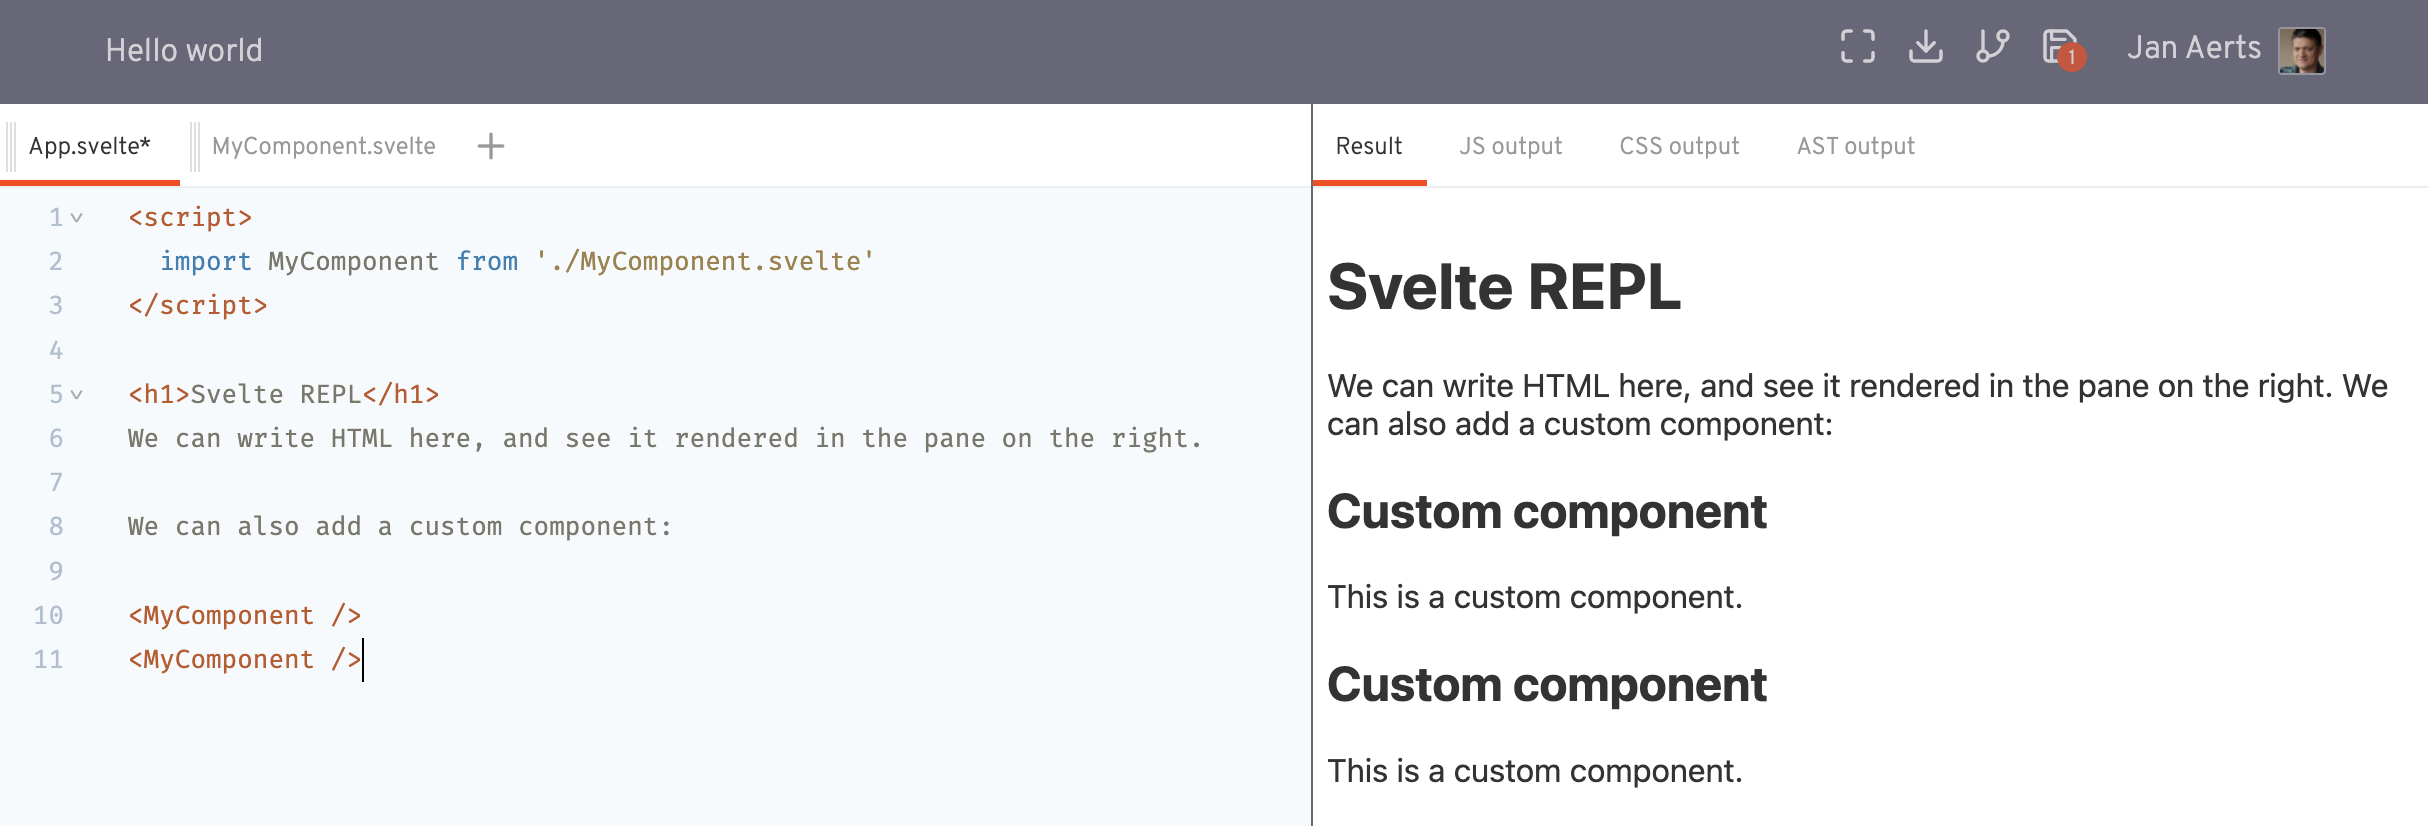 Hello world
1
Jan Aerts
App.svelte*
MyComponent.svelte
Result
JS output
CSS output
AST output
1 <script>
2 import MyComponent from './MyComponent.svelte'
3 </script>
4
5 <h1>Svelte REPL</h1>
6 We can write HTML here, and see it rendered in the pane on the right.
7
8 We can also add a custom component:
9
10 <MyComponent />
11 <MyComponent />
Svelte REPL
We can write HTML here, and see it rendered in the pane on the right. We
can also add a custom component:
Custom component
This is a custom component.
Custom component
This is a custom component.